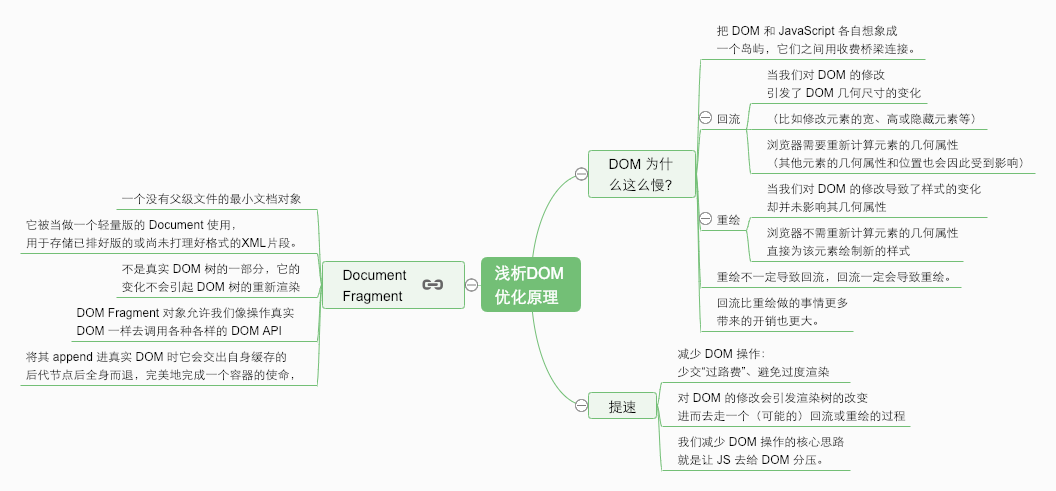 浅析DOM
优化原理
DOM 为什
么这么慢?
把 DOM 和 JavaScript 各自想象成
一个岛屿，它们之间用收费桥梁连接。
回流
当我们对 DOM 的修改
引发了 DOM 几何尺寸的变化
（比如修改元素的宽、高或隐藏元素等）
浏览器需要重新计算元素的几何属性
（其他元素的几何属性和位置也会因此受到影响）
重绘
当我们对 DOM 的修改导致了样式的变化
却并未影响其几何属性
浏览器不需重新计算元素的几何属性
直接为该元素绘制新的样式
重绘不一定导致回流，回流一定会导致重绘。
回流比重绘做的事情更多
带来的开销也更大。
提速
减少 DOM 操作：
少交“过路费”、避免过度渲染
对 DOM 的修改会引发渲染树的改变
进而去走一个（可能的）回流或重绘的过程
我们减少 DOM 操作的核心思路
就是让 JS 去给 DOM 分压。
Document
Fragment
一个没有父级文件的最小文档对象
它被当做一个轻量版的 Document 使用，
用于存储已排好版的或尚未打理好格式的XML片段。
不是真实 DOM 树的一部分，它的
变化不会引起 DOM 树的重新渲染
DOM Fragment 对象允许我们像操作真实
DOM 一样去调用各种各样的 DOM API
将其 append 进真实 DOM 时它会交出自身缓存的
后代节点后全身而退，完美地完成一个容器的使命，